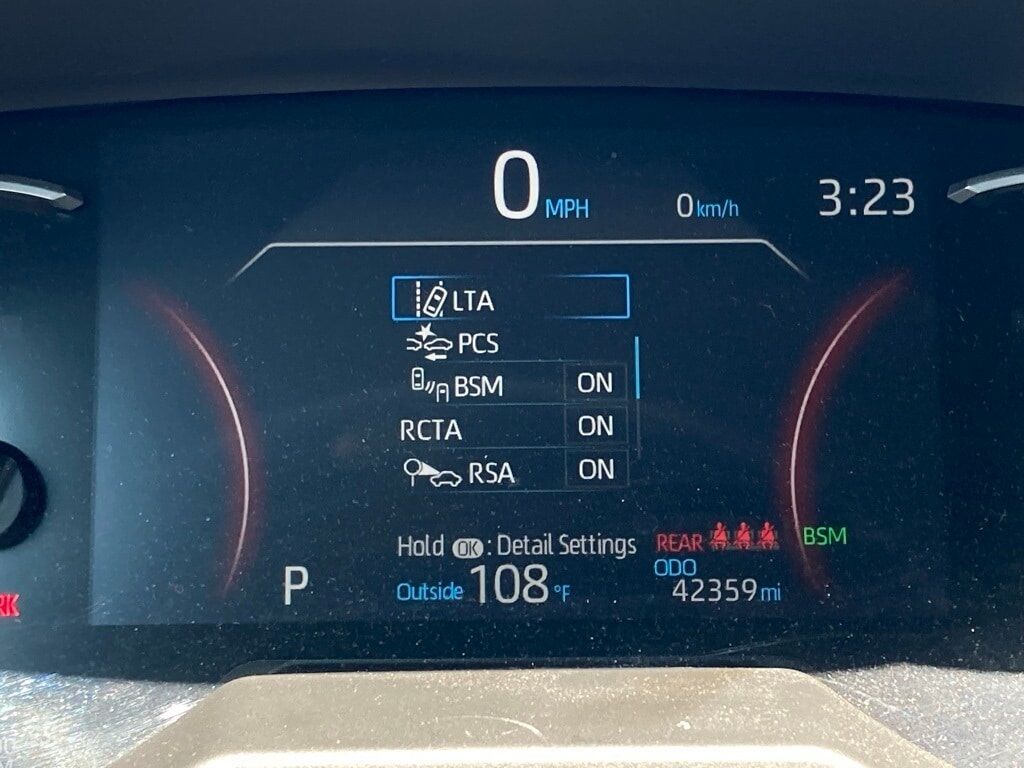 0 MPH 0 km/h 3:23
LTA
PCS
BSM ON
RCTA ON
RSA ON
Hold OK : Detail Settings REAR BSM
ODO
P Outside 108 °F 42359 mi